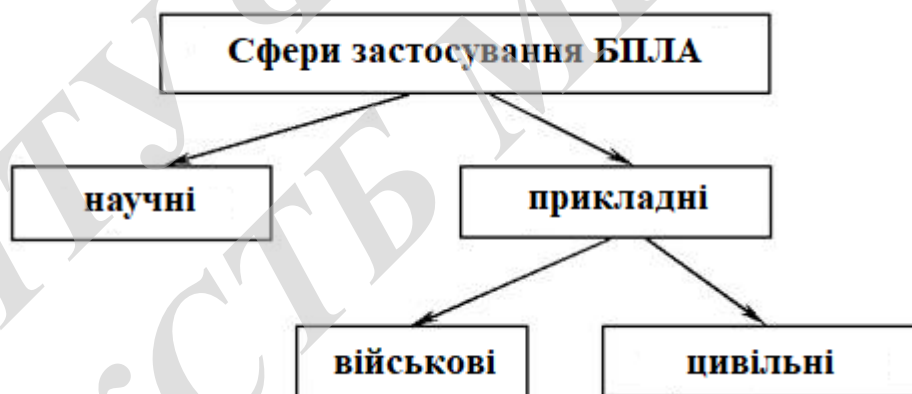 Сфери застосування БПЛА
научні
прикладні
військові
цивільні